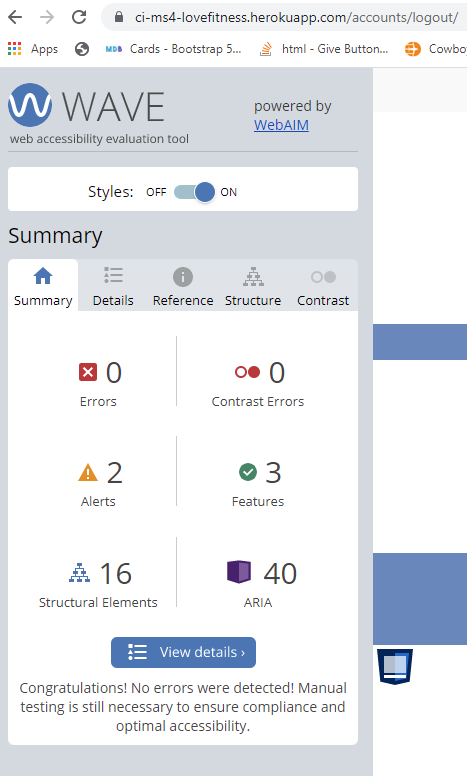 ci-ms4-lovefitness.herokuapp.com/accounts/logout/
Apps
MDB Cards - Bootstrap 5...
html - Give Button...
Cowbo
WAVE
web accessibility evaluation tool
powered by
WebAIM
Styles: OFF ON
Summary
Summary Details Reference Structure Contrast
0
Errors
0
Contrast Errors
2
Alerts
3
Features
16
Structural Elements
40
ARIA
View details ›
Congratulations! No errors were detected! Manual
testing is still necessary to ensure compliance and
optimal accessibility.